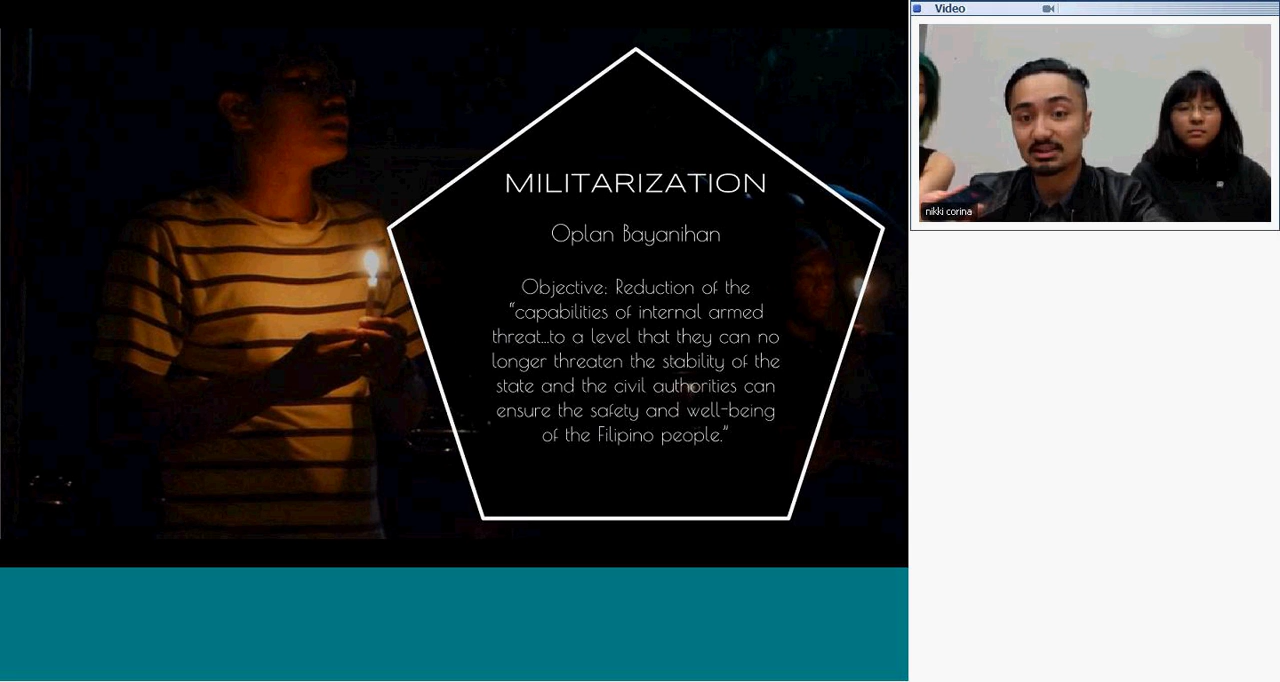 MILITARIZATION
Oplan Bayanihan
Objective: Reduction of the
"capabilities of internal armed
threat...to a level that they can no
longer threaten the stability of the
state and the civil authorities can
ensure the safety and well-being
of the Filipino people."
Video
nikki corina